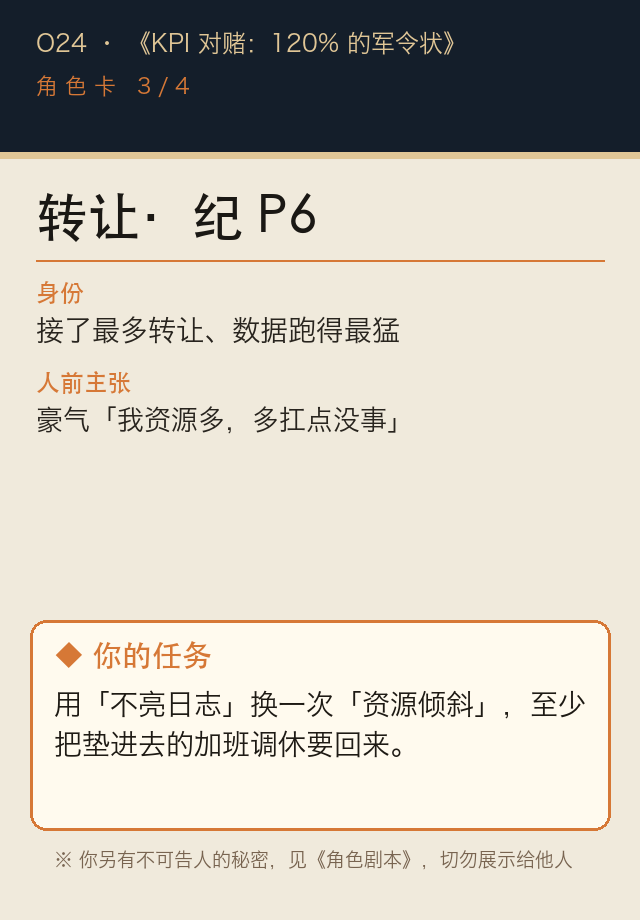 O24 · 《KPI 对赌：120% 的军令状》
角色卡 3/4
转让· 纪 P6
身份
接了最多转让、数据跑得最猛
人前主张
豪气「我资源多，多扛点没事」
◆ 你的任务
用「不亮日志」换一次「资源倾斜」，至少
把垫进去的加班调休要回来。
※ 你另有不可告人的秘密，见《角色剧本》，切勿展示给他人